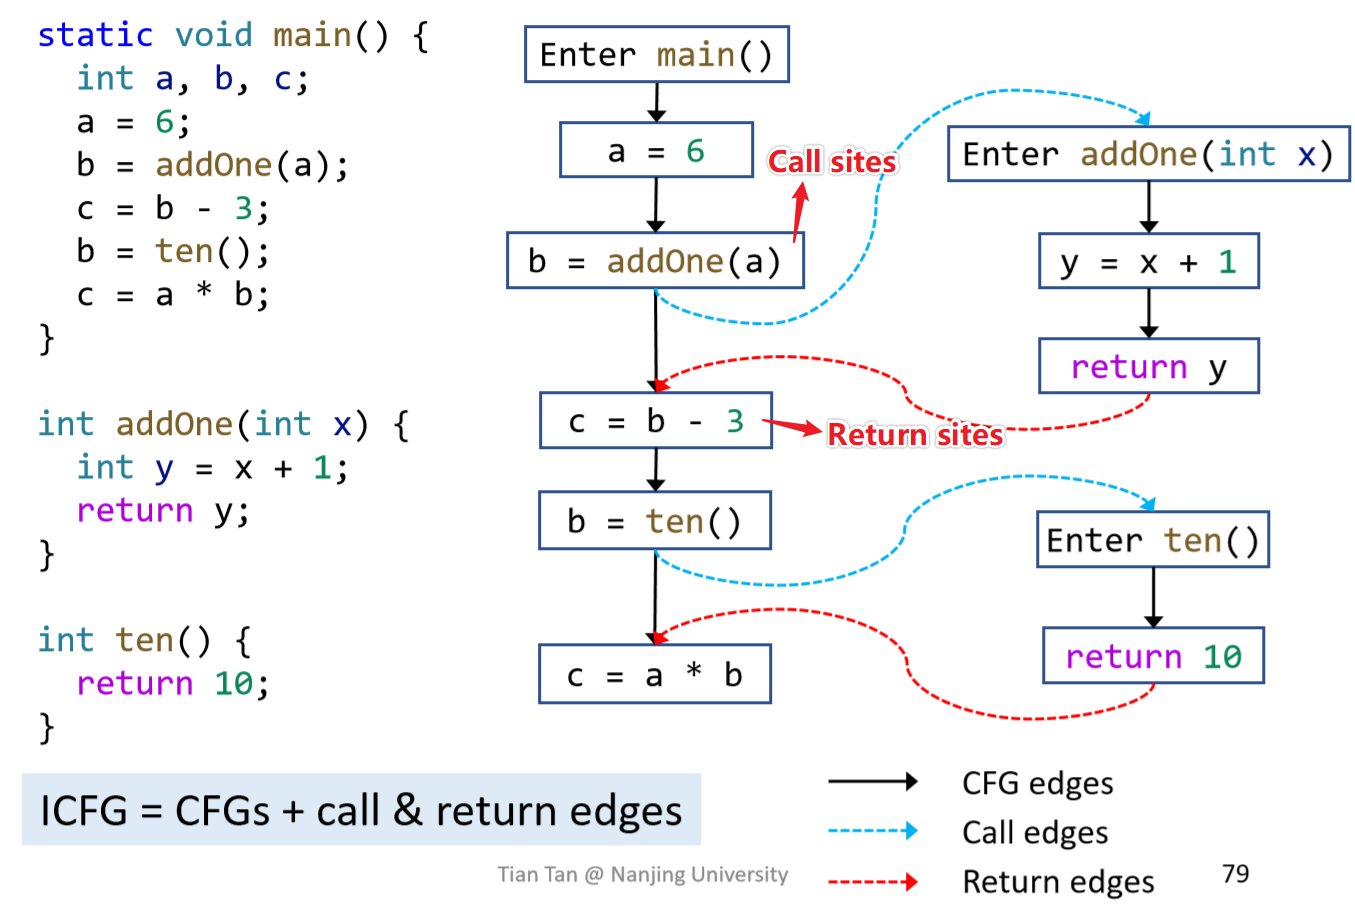 static void main() {
int a, b, c;
a = 6;
b = addOne(a);
c = b - 3;
b = ten();
c = a * b;
}
int addOne(int x) {
int y = x + 1;
return y;
}
int ten() {
return 10;
}
Enter main()
a = 6
Call sites
b = addOne(a)
c = b - 3
Return sites
b = ten()
c = a * b
Enter addOne(int x)
y = x + 1
return y
Enter ten()
return 10
ICFG = CFGs + call & return edges
CFG edges
Call edges
Return edges
Tian Tan @ Nanjing University
79